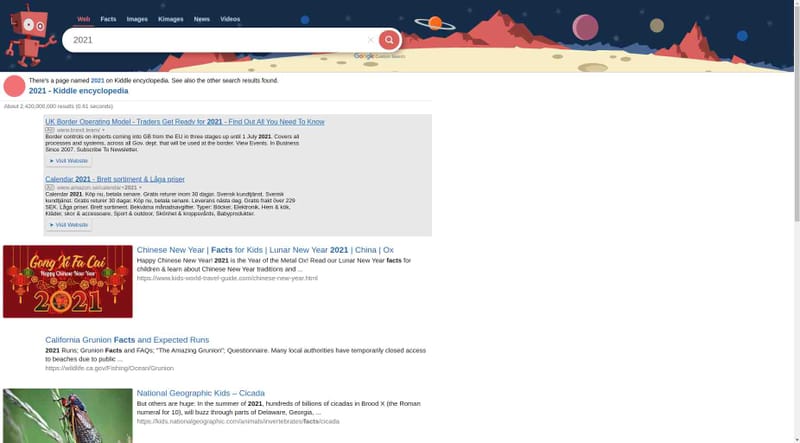 Web Facts Images Kimages News Videos
2021
Google Custom Search
There's a page named 2021 on Kiddle encyclopedia. See also the other search results found.
2021 - Kiddle encyclopedia
About 2,420,000,000 results (0.61 seconds)
UK Border Operating Model - Traders Get Ready for 2021 - Find Out All You Need To Know
Ad www.brexit.team/
Border controls on imports coming into GB from the EU in three stages up until 1 July 2021. Covers all
processes and systems, across all Gov. dept. that will be used at the border. View Events. In Business
Since 2007. Subscribe To Newsletter.
➤ Visit Website
Calendar 2021 - Brett sortiment & Låga priser
Ad www.amazon.se/calendar+2021
Calendar 2021. Köp nu, betala senare. Gratis returer inom 30 dagar. Svensk kundtjänst. Svensk
kundtjänst. Gratis returer 30 dagar. Köp nu, betala senare. Leverans nästa dag. Gratis frakt över 229
SEK. Låga priser. Brett sortiment. Bekväma månadsavgifter. Typer: Böcker, Elektronik, Hem & kök,
Kläder, skor & accessoarer, Sport & outdoor, Skönhet & kroppsvårds, Babyprodukter.
➤ Visit Website
Gong Xi Fa Cai
Happy Chinese New Year
2021
Chinese New Year | Facts for Kids | Lunar New Year 2021 | China | Ox
Happy Chinese New Year! 2021 is the Year of the Metal Ox! Read our Lunar New Year facts for
children & learn about Chinese New Year traditions and ...
https://www.kids-world-travel-guide.com/chinese-new-year.html
California Grunion Facts and Expected Runs
2021 Runs; Grunion Facts and FAQs; "The Amazing Grunion"; Questionnaire. Many local authorities have temporarily closed access
to beaches due to public ...
https://wildlife.ca.gov/Fishing/Ocean/Grunion
National Geographic Kids – Cicada
But others are huge: In the summer of 2021, hundreds of billions of cicadas in Brood X (the Roman
numeral for 10), will buzz through parts of Delaware, Georgia, ...
https://kids.nationalgeographic.com/animals/invertebrates/facts/cicada